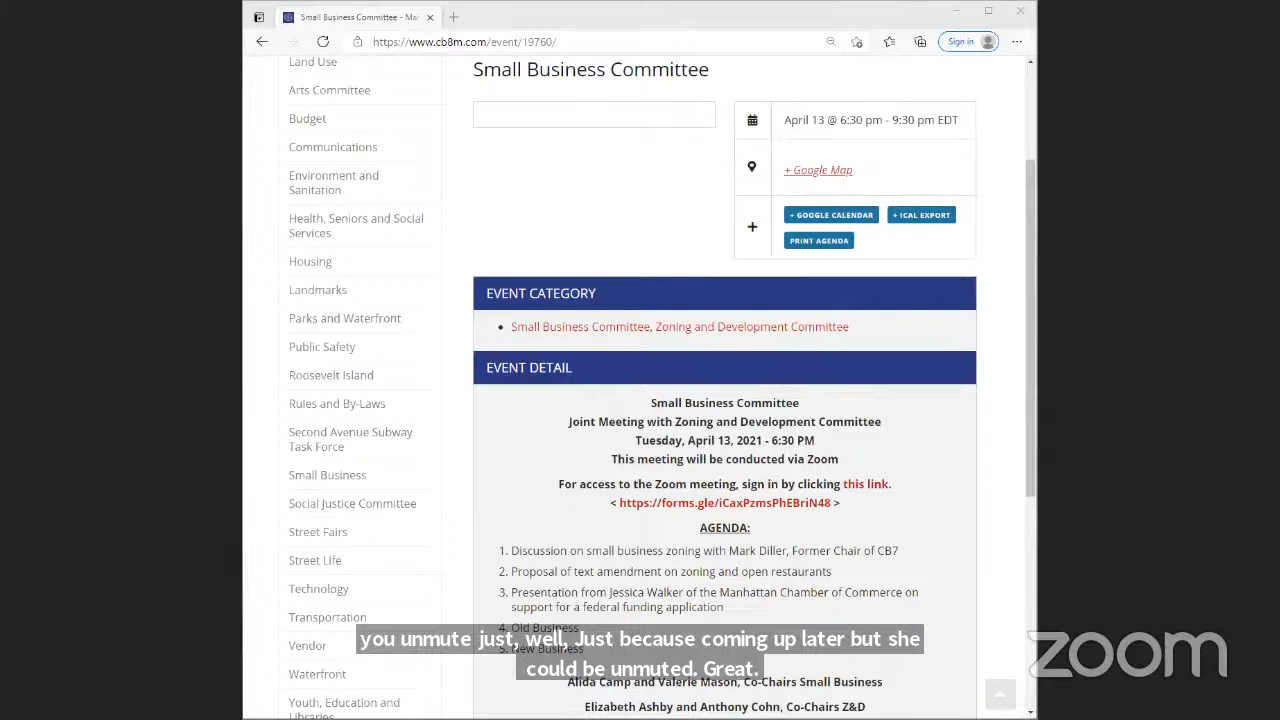 Small Business Committee - Ma
https://www.cb8m.com/event/19760/
Sign in
Land Use
Arts Committee
Budget
Communications
Environment and
Sanitation
Health, Seniors and Social
Services
Housing
Landmarks
Parks and Waterfront
Public Safety
Roosevelt Island
Rules and By-Laws
Second Avenue Subway
Task Force
Small Business
Social Justice Committee
Street Fairs
Street Life
Technology
Transportation
Vendor
Waterfront
Youth, Education and
Libraries
Small Business Committee
April 13 @ 6:30 pm - 9:30 pm EDT
+ Google Map
+ GOOGLE CALENDAR
+ ICAL EXPORT
PRINT AGENDA
EVENT CATEGORY
• Small Business Committee, Zoning and Development Committee
EVENT DETAIL
Small Business Committee
Joint Meeting with Zoning and Development Committee
Tuesday, April 13, 2021 - 6:30 PM
This meeting will be conducted via Zoom
For access to the Zoom meeting, sign in by clicking this link.
< https://forms.gle/iCaxPzmsPhEBriN48 >
AGENDA:
1. Discussion on small business zoning with Mark Diller, Former Chair of CB7
2. Proposal of text amendment on zoning and open restaurants
3. Presentation from Jessica Walker of the Manhattan Chamber of Commerce on
support for a federal funding application
4. Old Business
5. New Business
Alida Camp and Valerie Mason, Co-Chairs Small Business
Elizabeth Ashby and Anthony Cohn, Co-Chairs Z&D
you unmute just, well, Just because coming up later but she
could be unmuted. Great.
zoom